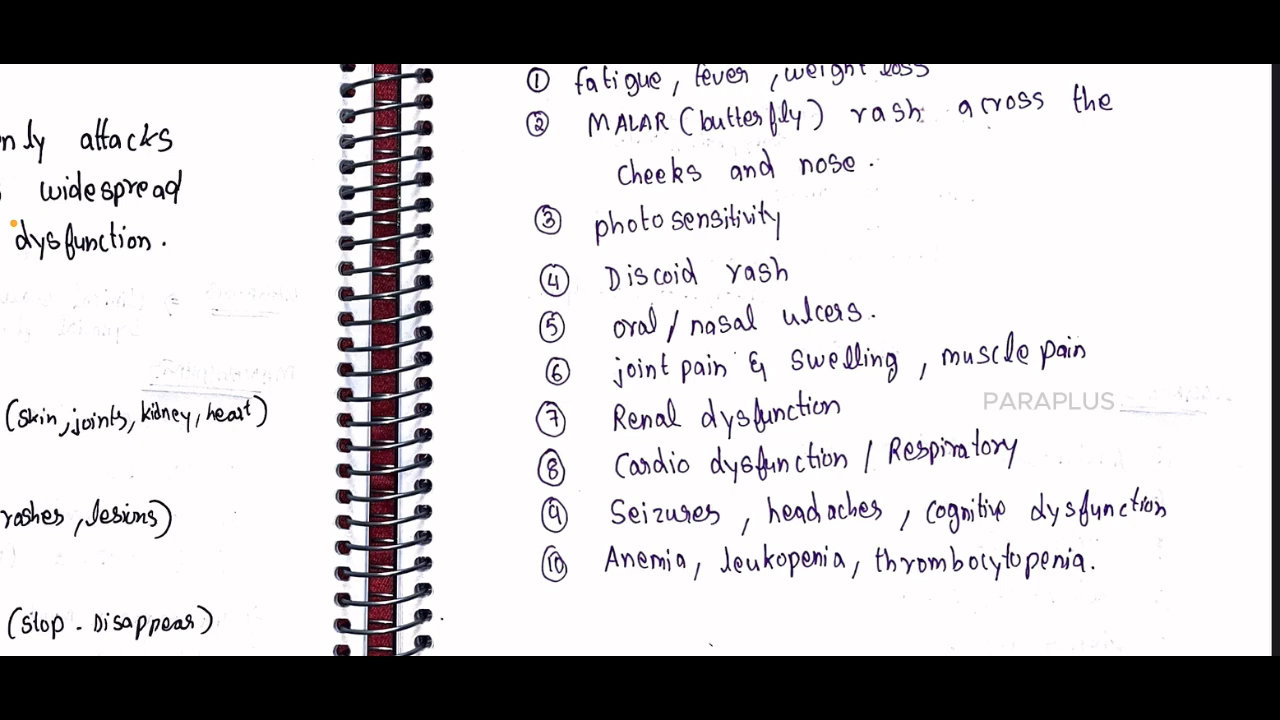 nly attacks
widespread
dysfunction.
(skin, joints, kidney, heart)
rashes, lesions)
(stop - Disappear)
① fatigue, fever, weight loss
② MALAR (butterfly) rash across the
cheeks and nose.
③ photosensitivity
④ Discoid rash
⑤ oral / nasal ulcers.
⑥ joint pain & swelling, muscle pain
⑦ Renal dysfunction
⑧ Cardio dysfunction / Respiratory
⑨ Seizures, headaches, cognitive dysfunction
⑩ Anemia, leukopenia, thrombocytopenia.
PARAPLUS